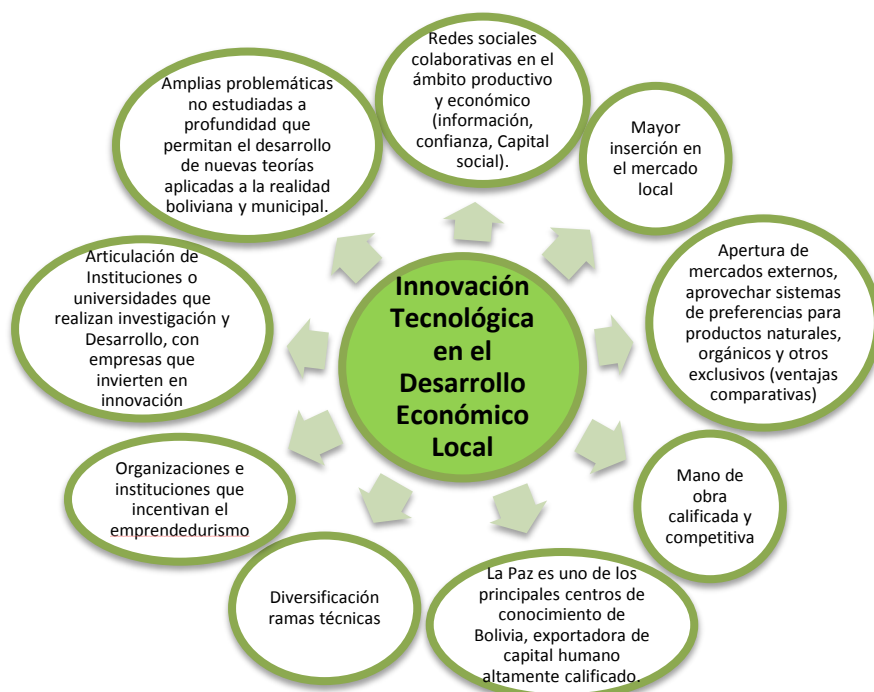 Redes sociales
colaborativas en el
ámbito productivo
y económico
(información,
confianza, Capital
social).
Mayor
inserción en
el mercado
local
Apertura de
mercados externos,
aprovechar sistemas
de preferencias para
productos naturales,
orgánicos y otros
exclusivos (ventajas
comparativas)
Mano de
obra
calificada y
competitiva
La Paz es uno de los
principales centros de
conocimiento de
Bolivia, exportadora de
capital humano
altamente calificado.
Diversificación
ramas técnicas
Organizaciones e
instituciones que
incentivan el
emprendedurismo
Articulación de
Instituciones o
universidades que
realizan investigación y
Desarrollo, con
empresas que
invierten en
innovación
Amplias problemáticas
no estudiadas a
profundidad que
permitan el desarrollo
de nuevas teorías
aplicadas a la realidad
boliviana y municipal.
Innovación
Tecnológica
en el
Desarrollo
Económico
Local